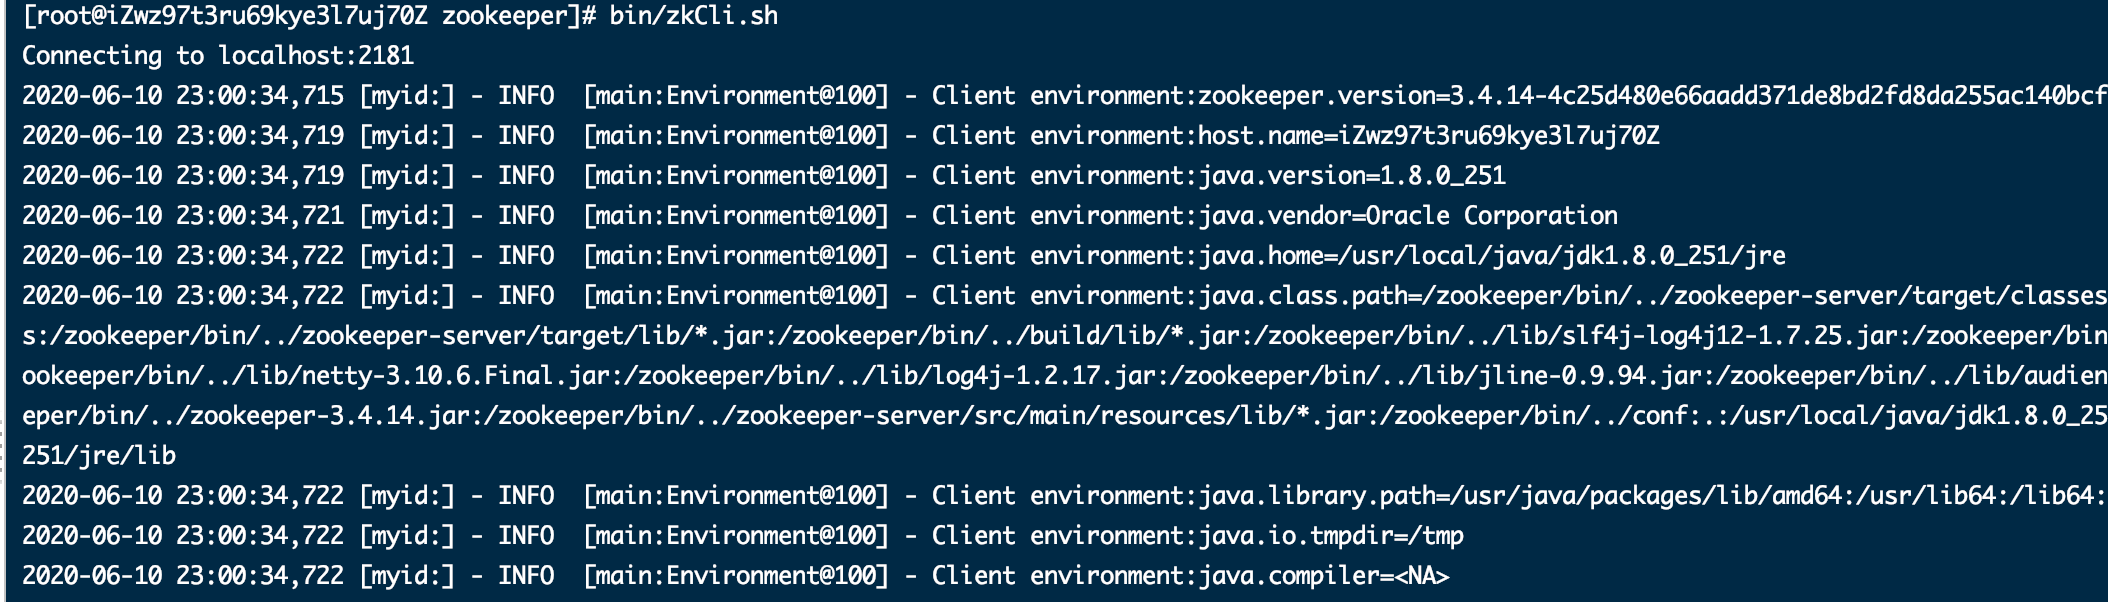 [root@iZwz97t3ru69kye3l7uj70Z zookeeper]# bin/zkCli.sh
Connecting to localhost:2181
2020-06-10 23:00:34,715 [myid:] - INFO  [main:Environment@100] - Client environment:zookeeper.version=3.4.14-4c25d480e66aadd371de8bd2fd8da255ac140bcf
2020-06-10 23:00:34,719 [myid:] - INFO  [main:Environment@100] - Client environment:host.name=iZwz97t3ru69kye3l7uj70Z
2020-06-10 23:00:34,719 [myid:] - INFO  [main:Environment@100] - Client environment:java.version=1.8.0_251
2020-06-10 23:00:34,721 [myid:] - INFO  [main:Environment@100] - Client environment:java.vendor=Oracle Corporation
2020-06-10 23:00:34,722 [myid:] - INFO  [main:Environment@100] - Client environment:java.home=/usr/local/java/jdk1.8.0_251/jre
2020-06-10 23:00:34,722 [myid:] - INFO  [main:Environment@100] - Client environment:java.class.path=/zookeeper/bin/../zookeeper-server/target/classes
s:/zookeeper/bin/../zookeeper-server/target/lib/*.jar:/zookeeper/bin/../build/lib/*.jar:/zookeeper/bin/../lib/slf4j-log4j12-1.7.25.jar:/zookeeper/bin
ookeeper/bin/../lib/netty-3.10.6.Final.jar:/zookeeper/bin/../lib/log4j-1.2.17.jar:/zookeeper/bin/../lib/jline-0.9.94.jar:/zookeeper/bin/../lib/audien
eper/bin/../zookeeper-3.4.14.jar:/zookeeper/bin/../zookeeper-server/src/main/resources/lib/*.jar:/zookeeper/bin/../conf:.:/usr/local/java/jdk1.8.0_25
251/jre/lib
2020-06-10 23:00:34,722 [myid:] - INFO  [main:Environment@100] - Client environment:java.library.path=/usr/java/packages/lib/amd64:/usr/lib64:/lib64:
2020-06-10 23:00:34,722 [myid:] - INFO  [main:Environment@100] - Client environment:java.io.tmpdir=/tmp
2020-06-10 23:00:34,722 [myid:] - INFO  [main:Environment@100] - Client environment:java.compiler=<NA>